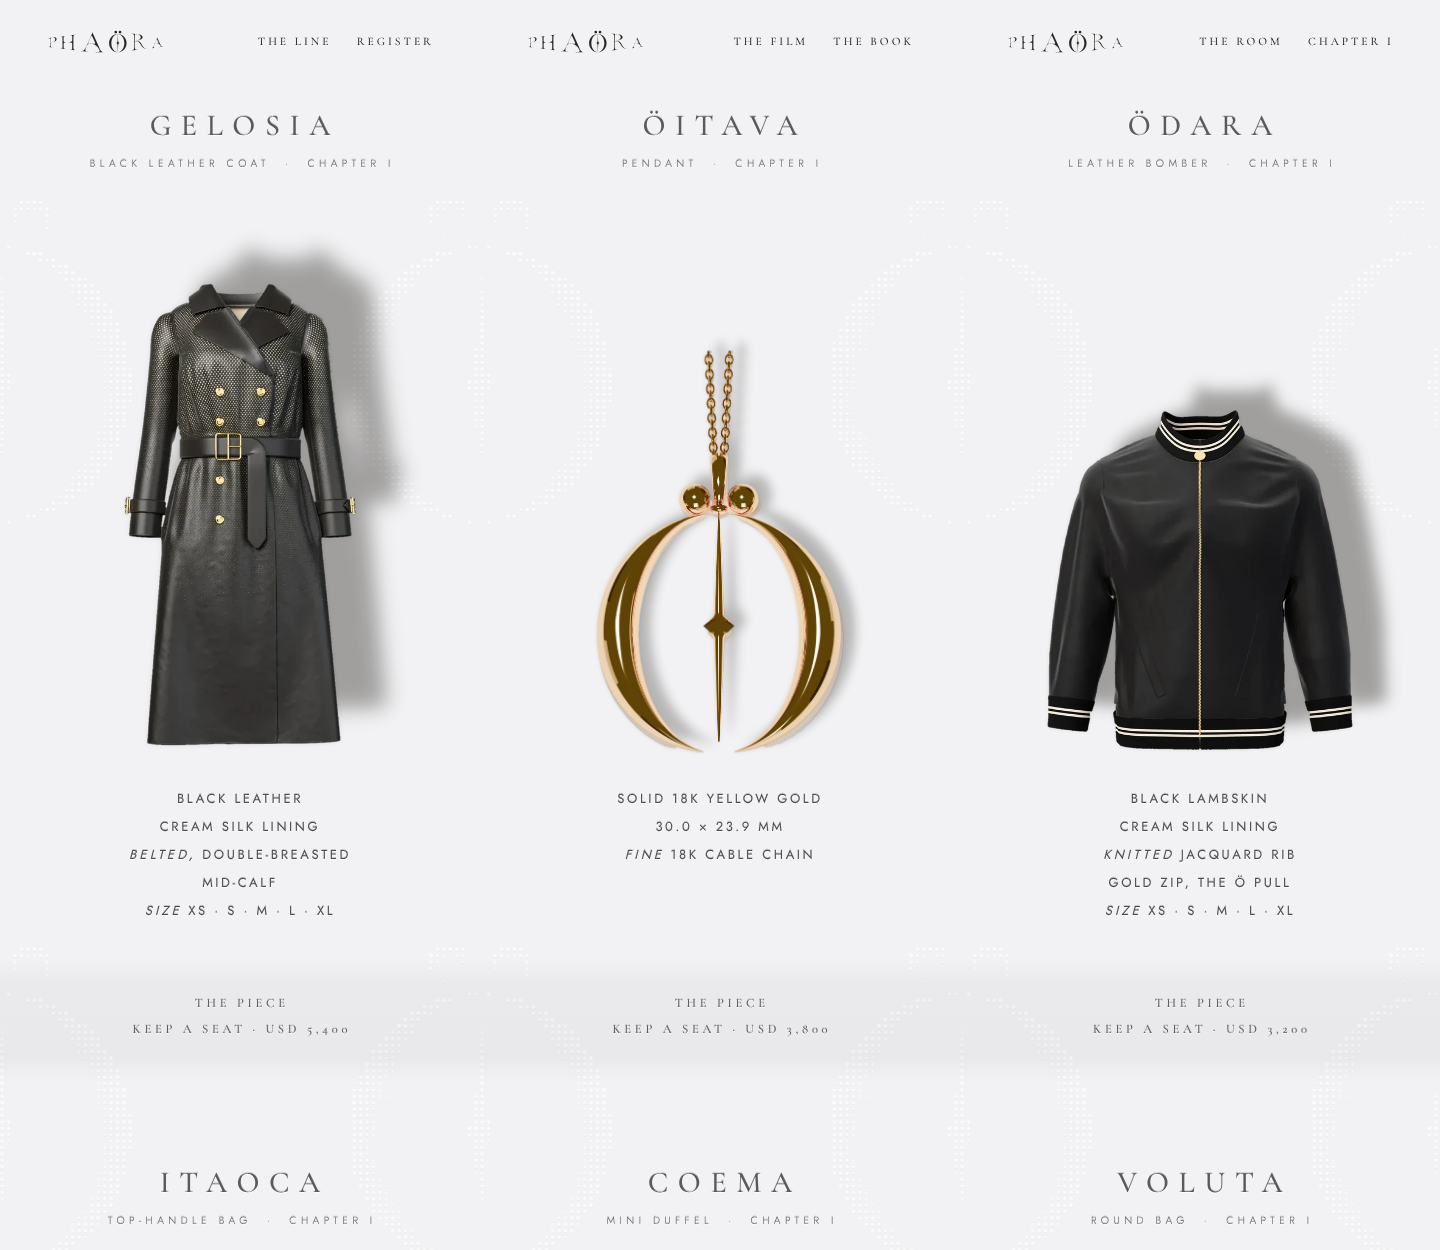 PHAÖRA THE LINE REGISTER PHAÖRA THE FILM THE BOOK PHAÖRA THE ROOM CHAPTER I
GELOSIA
BLACK LEATHER COAT · CHAPTER I
ÖITAVA
PENDANT · CHAPTER I
ÖDARA
LEATHER BOMBER · CHAPTER I
BLACK LEATHER
CREAM SILK LINING
BELTED, DOUBLE-BREASTED
MID-CALF
SIZE XS · S · M · L · XL
SOLID 18K YELLOW GOLD
30.0 × 23.9 MM
FINE 18K CABLE CHAIN
BLACK LAMBSKIN
CREAM SILK LINING
KNITTED JACQUARD RIB
GOLD ZIP, THE Ö PULL
SIZE XS · S · M · L · XL
THE PIECE
KEEP A SEAT · USD 5,400
THE PIECE
KEEP A SEAT · USD 3,800
THE PIECE
KEEP A SEAT · USD 3,200
ITAOCA
TOP-HANDLE BAG · CHAPTER I
COEMA
MINI DUFFEL · CHAPTER I
VOLUTA
ROUND BAG · CHAPTER I